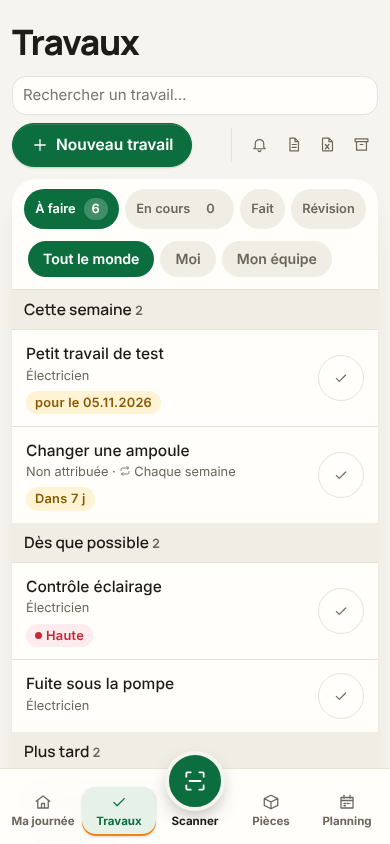 Travaux
Rechercher un travail...
Nouveau travail
À faire 6 En cours 0 Fait Révision
Tout le monde Moi Mon équipe
Cette semaine 2
Petit travail de test
Électricien
pour le 05.11.2026
Changer une ampoule
Non attribuée · Chaque semaine
Dans 7 j
Dès que possible 2
Contrôle éclairage
Électricien
Haute
Fuite sous la pompe
Électricien
Plus tard 2
Ma journée Travaux Scanner Pièces Planning